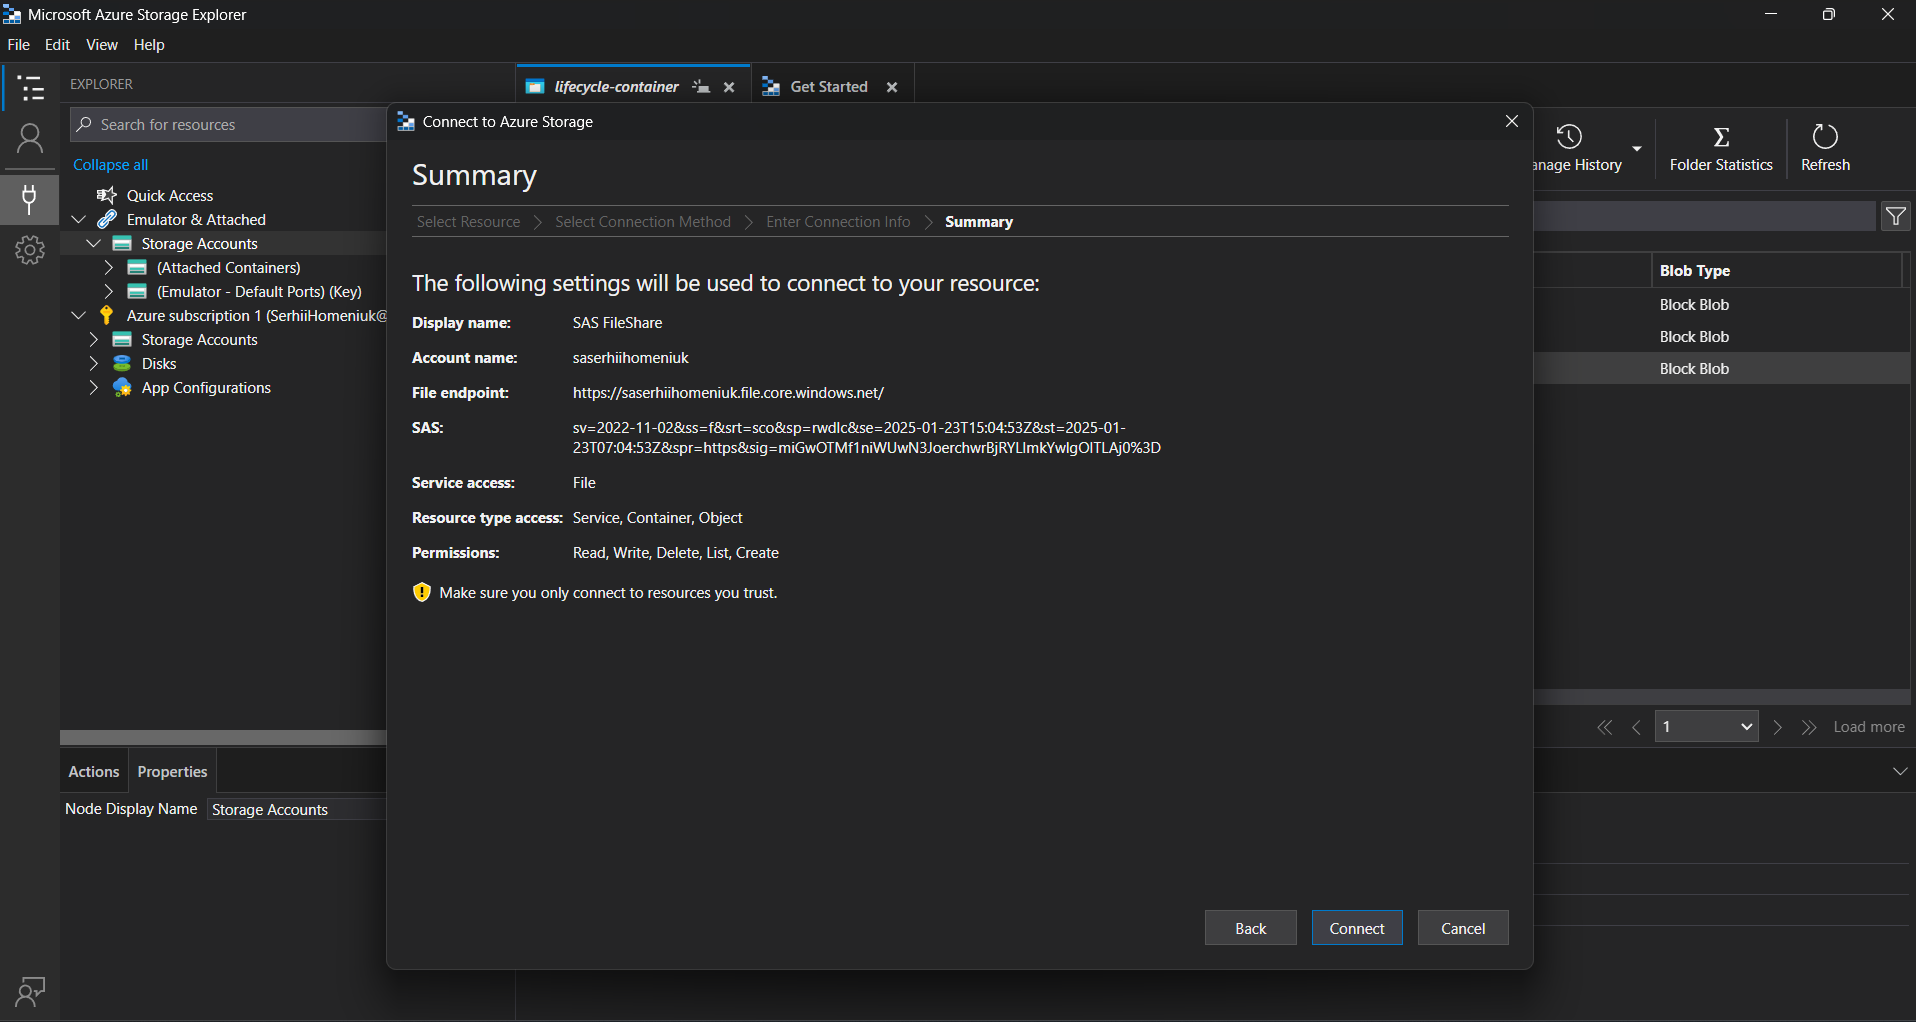 Microsoft Azure Storage Explorer
File Edit View Help
EXPLORER
lifecycle-container
Get Started
Search for resources
Collapse all
Quick Access
Emulator & Attached
Storage Accounts
(Attached Containers)
(Emulator - Default Ports) (Key)
Azure subscription 1 (SerhiiHomeniuk@
Storage Accounts
Disks
App Configurations
Actions Properties
Node Display Name Storage Accounts
Connect to Azure Storage
Summary
Select Resource Select Connection Method Enter Connection Info Summary
The following settings will be used to connect to your resource:
Display name: SAS FileShare
Account name: saserhiihomeniuk
File endpoint: https://saserhiihomeniuk.file.core.windows.net/
SAS: sv=2022-11-02&ss=f&srt=sco&sp=rwdlc&se=2025-01-23T15:04:53Z&st=2025-01-
23T07:04:53Z&spr=https&sig=miGwOTMf1niWUwN3JoerchwrBjRYLlmkYwlgOlTLAj0%3D
Service access: File
Resource type access: Service, Container, Object
Permissions: Read, Write, Delete, List, Create
Make sure you only connect to resources you trust.
Back Connect Cancel
anage History Folder Statistics Refresh
Blob Type
Block Blob
Block Blob
Block Blob
1 Load more